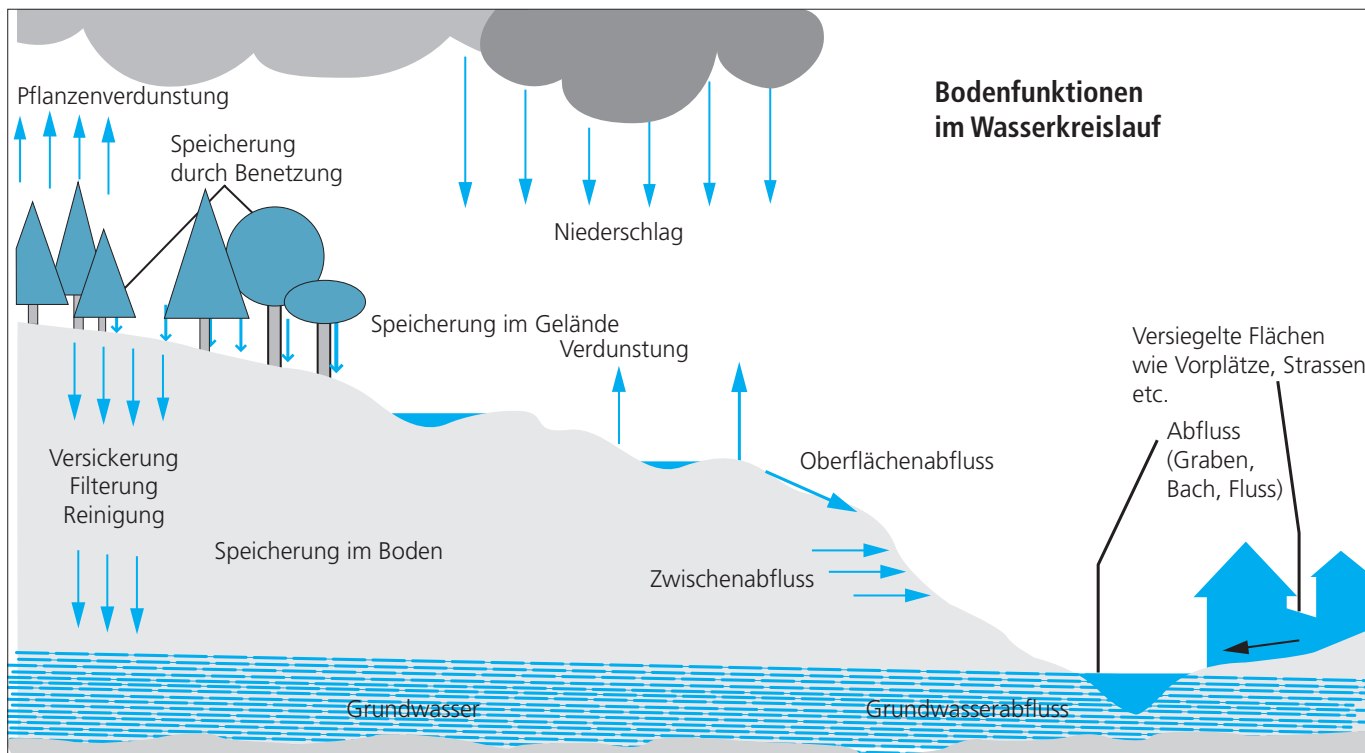 Bodenfunktionen
im Wasserkreislauf
Pflanzenverdunstung
Speicherung
durch Benetzung
Niederschlag
Speicherung im Gelände
Verdunstung
Versiegelte Flächen
wie Vorplätze, Strassen
etc.
Abfluss
(Graben,
Bach, Fluss)
Oberflächenabfluss
Versickerung
Filterung
Reinigung
Speicherung im Boden
Zwischenabfluss
Grundwasser
Grundwasserabfluss